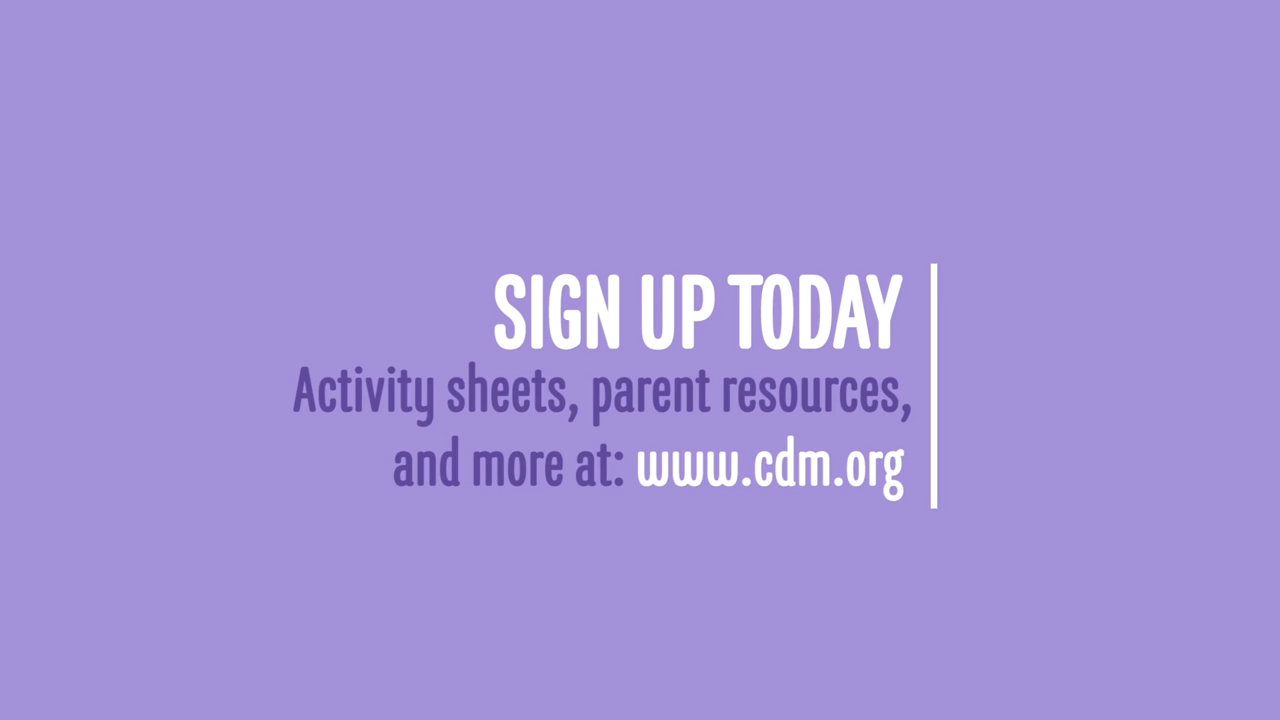 SIGN UP TODAY
Activity sheets, parent resources,
and more at: www.cdm.org